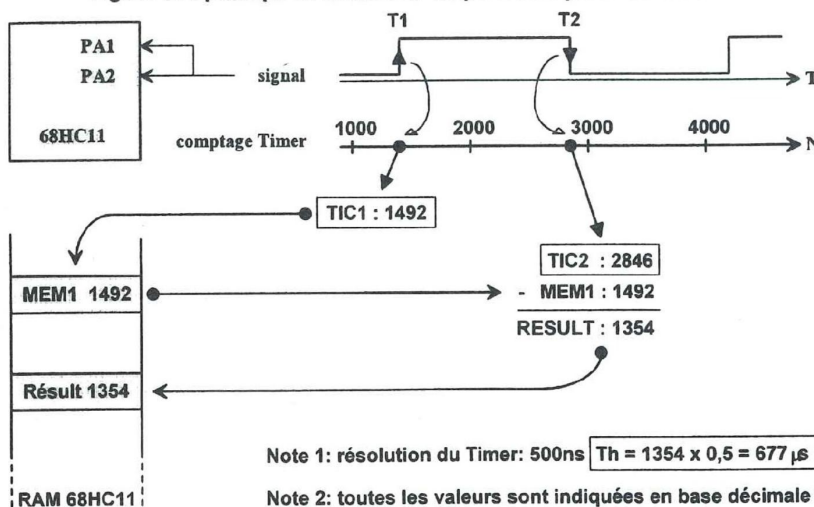 T1 T2
PA1
PA2
signal
T
68HC11
comptage Timer
1000 2000 3000 4000
N
TIC1 : 1492
TIC2 : 2846
MEM1 1492
- MEM1 : 1492
RESULT : 1354
Résult 1354
Note 1: résolution du Timer: 500ns Th = 1354 x 0,5 = 677 µs
RAM 68HC11
Note 2: toutes les valeurs sont indiquées en base décimale